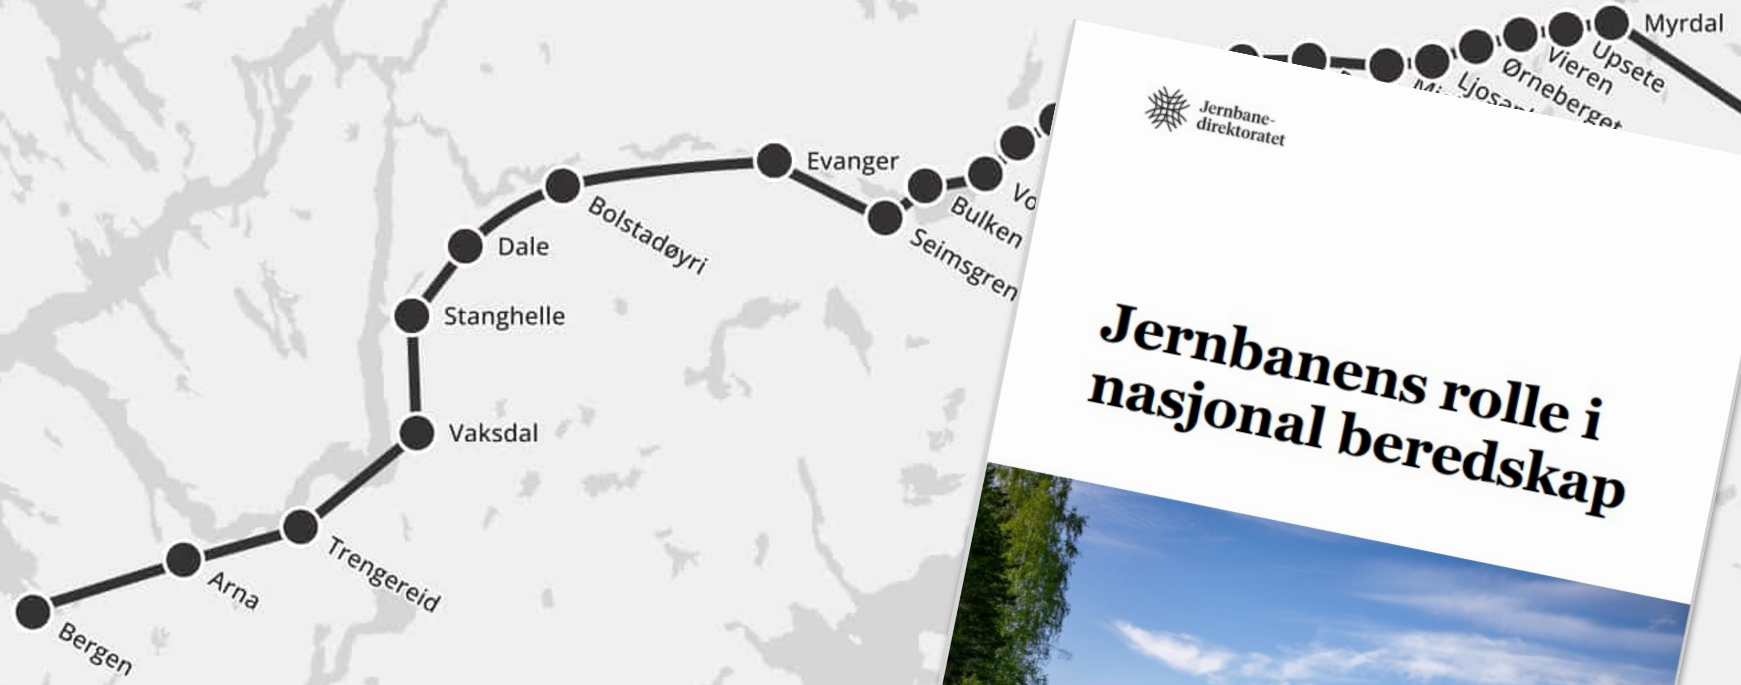 Myrdal
Upsete
Vieren
Ørneberget
Evanger
Bulken
Seimsgren
Bolstadøyri
Dale
Stanghelle
Vaksdal
Trengereid
Arna
Bergen
Jernbane-
direktoratet
Jernbanens rolle i
nasjonal beredskap